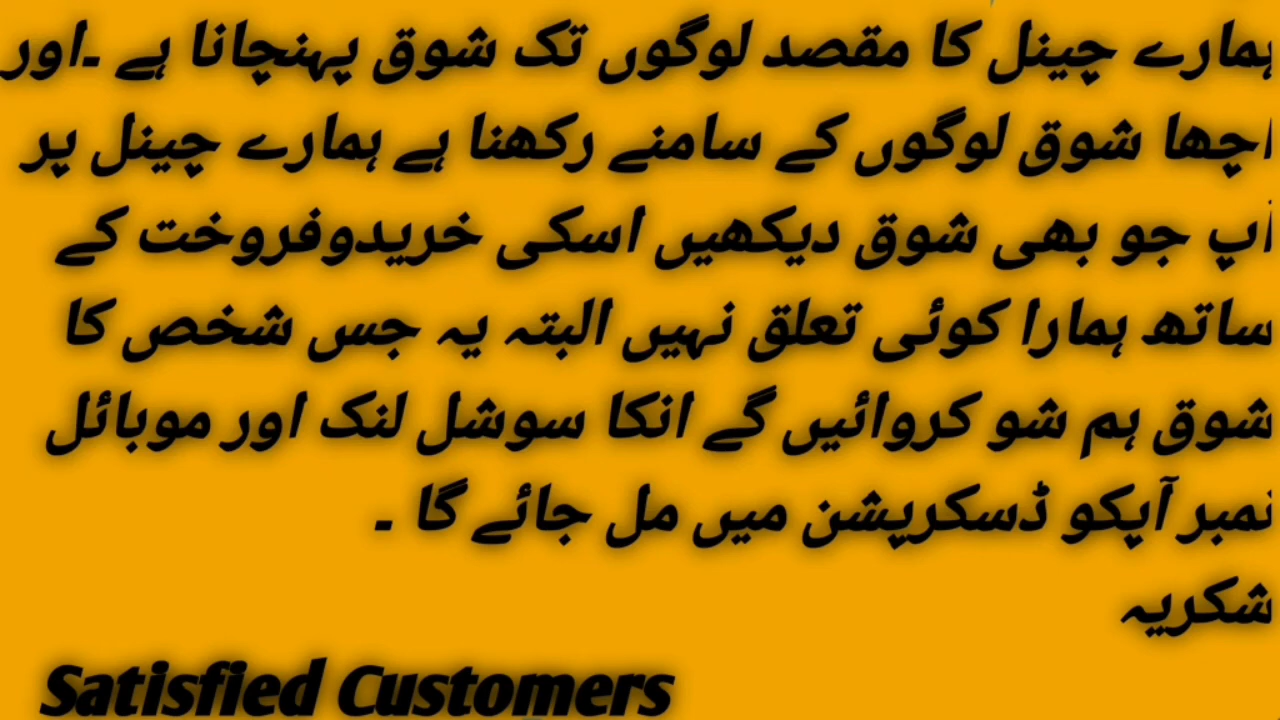 ہمارے چینل کا مقصد لوگوں تک شوق پہنچانا ہے ۔اور
اچھا شوق لوگوں کے سامنے رکھنا ہے ہمارے چینل پر
آپ جو بھی شوق دیکھیں اسکی خریدوفروخت کے
ساتھ ہمارا کوئی تعلق نہیں البتہ یہ جس شخص کا
شوق ہم شو کروائیں گے انکا سوشل لنک اور موبائل
نمبر آپکو ڈسکرپشن میں مل جائے گا ۔
شکریہ
Satisfied Customers